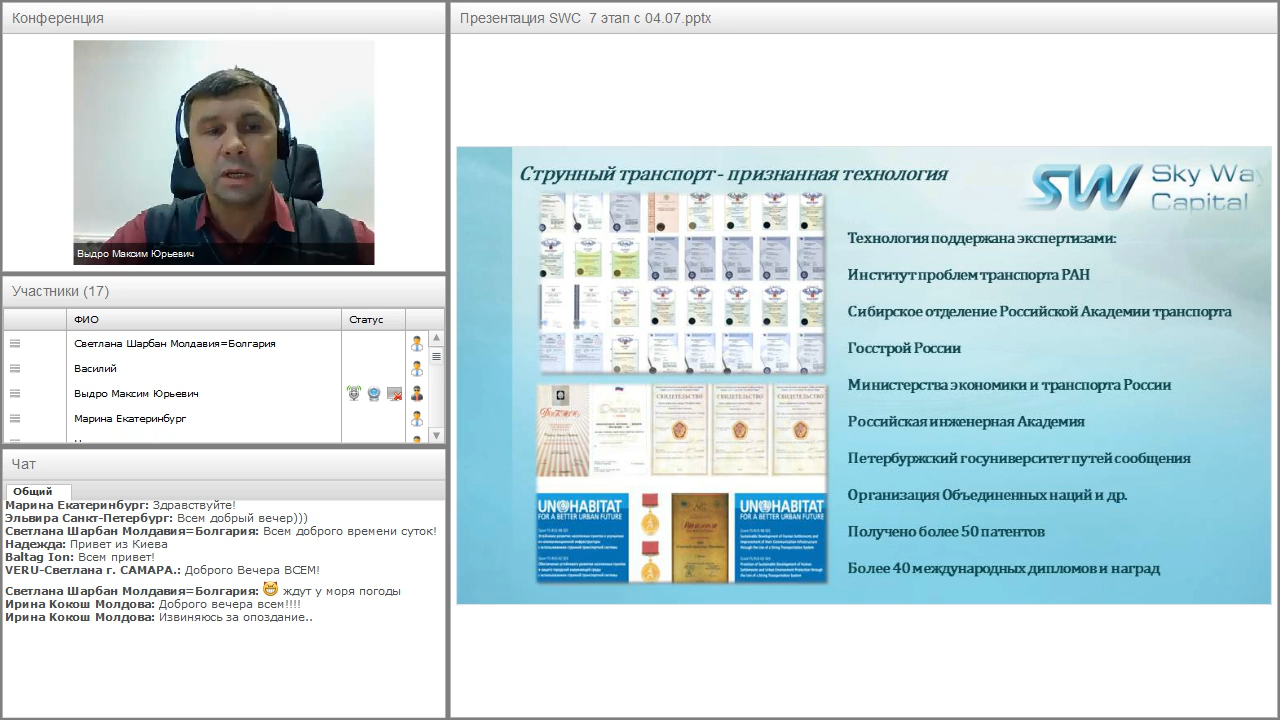 Конференция
Выдро Максим Юрьевич
Участники (17)
ФИО
Статус
Светлана Шарбан Молдавия=Болгария
Василий
Выдро Максим Юрьевич
Марина Екатеринбург
Чат
Общий
Марина Екатеринбург: Здравствуйте!
Эльвира Санкт-Петербург: Всем добрый вечер)))
Светлана Шарбан Молдавия=Болгария: Всем доброго времени суток!
Наталия: Привет из Киева
Baltanur: Всем привет!
Светлана г. САМАРА.: Доброго Вечера ВСЕМ!
Светлана Шарбан Молдавия=Болгария: ждут у моря погоды
Ирина Кокош Молдова: Доброго вечера всем!!!!
Ирина Кокош Молдова: Извиняюсь за опоздание..
Презентация SWC 7 этап с 04.07.pptx
Струнный транспорт - признанная технология
SW Sky Way
Capital
Технология поддержана экспертизами:
Институт проблем транспорта РАН
Сибирское отделение Российской Академии транспорта
Госстрой России
Министерства экономики и транспорта России
Российская инженерная Академия
Петербуржский госуниверстет путей сообщения
Организация Объединенных наций и др.
Получено более 50 патентов
Более 40 международных дипломов и наград
СВИДЕТЕЛЬСТВО
СВИДЕТЕЛЬСТВО
СВИДЕТЕЛЬСТВО
UN HABITAT
FOR A BETTER URBAN FUTURE
UN HABITAT
FOR A BETTER URBAN FUTURE